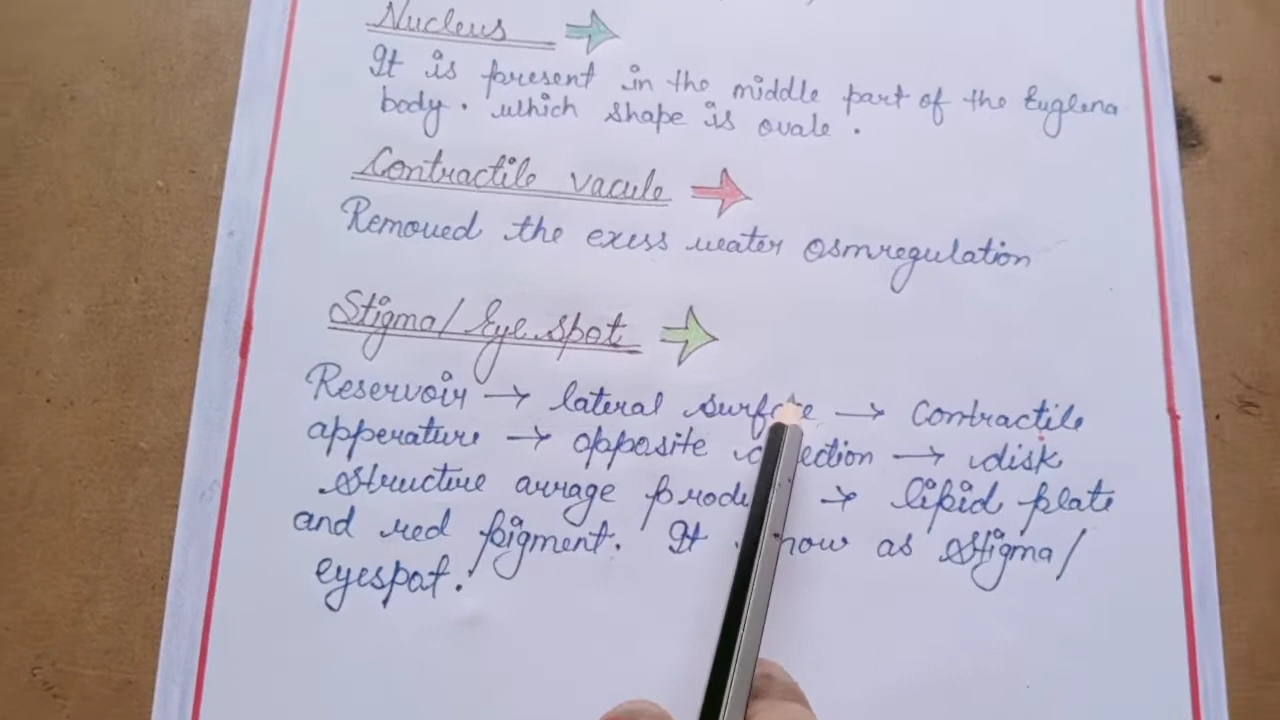 Nucleus
It is present in the middle part of the Euglena
body. which shape is ovale.
Contractile vacule
Removed the exess water osmregulation
Stigma/Eye spot
Reservoir → lateral surface → Contractile
apperature → opposite → disk
structure arrage → lipid plate
and red pigment. It know as stigma/
eyespot.